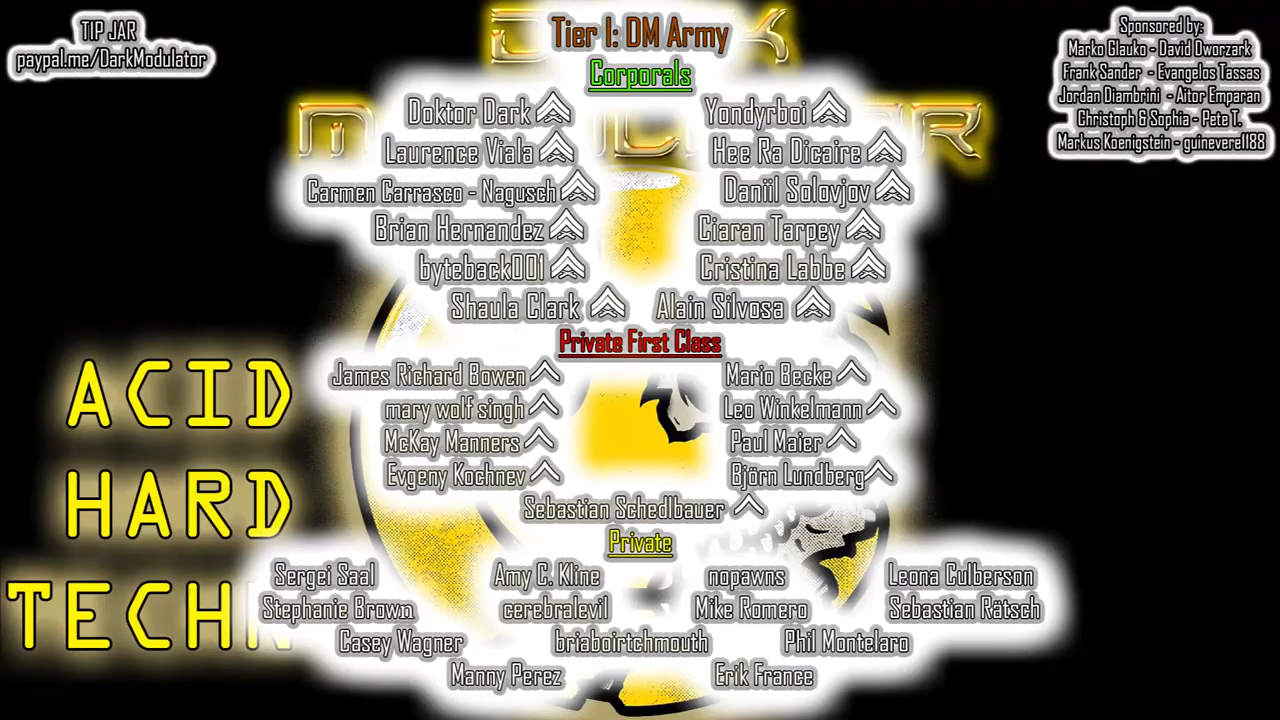 TIP JAR
paypal.me/DarkModulator
Sponsored by:
Marko Glauko - David Dworzark
Frank Sander - Evangelos Tassas
Jordan Diambrini - Aitor Emparan
Christoph & Sophia - Pete T.
Markus Koenigstein - guinevere1188
Tier I: DM Army
Corporals
Doktor Dark Yondyrboi
Laurence Viala Hee Ra Dicaire
Carmen Carrasco - Nagusch Daniil Solovjov
Brian Hernandez Ciaran Tarpey
byteback001 Cristina Labbe
Shaula Clark Alain Silvosa
Private First Class
James Richard Bowen Mario Becke
mary wolf singh Leo Winkelmann
McKay Manners Paul Maier
Evgeny Kochnev Björn Lundberg
Sebastian Schedlbauer
Private
Sergei Saal Amy C. Kline nopawns Leona Culberson
Stephanie Brown cerebralevil Mike Romero Sebastian Rätsch
Casey Wagner briaboirtchmouth Phil Montelaro
Manny Perez Erik France
ACID
HARD
TECHN